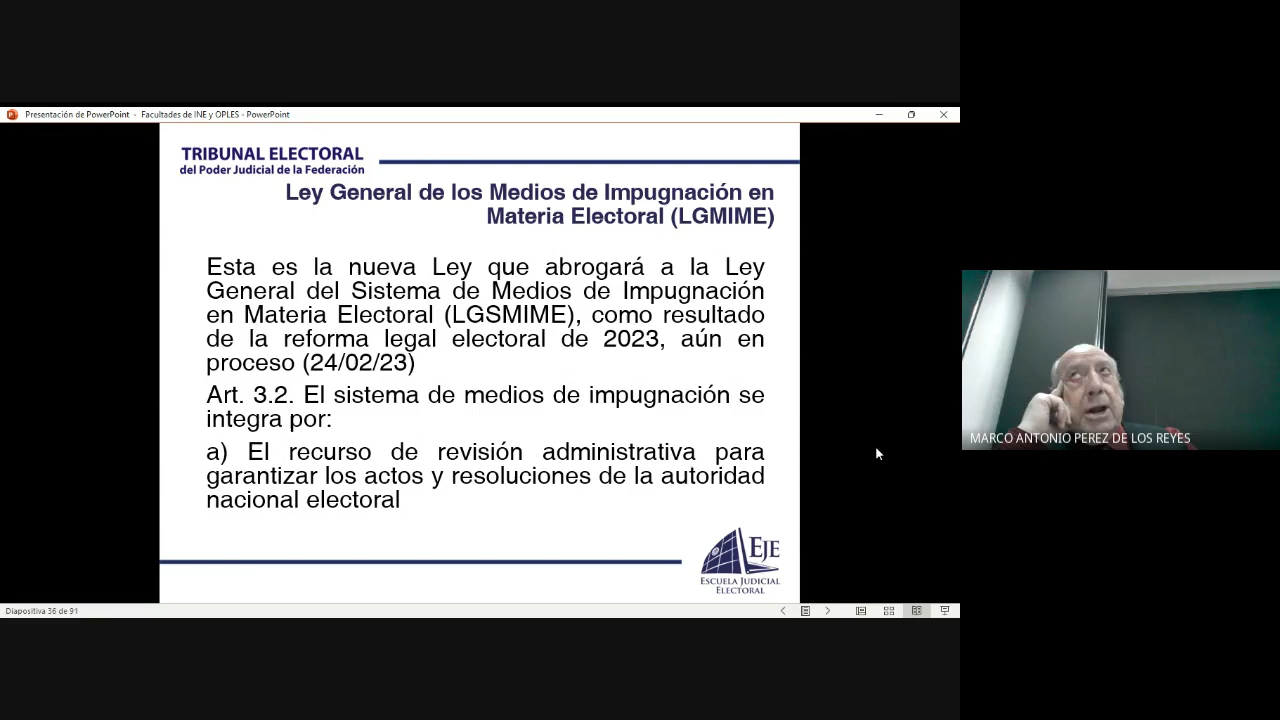 Presentación de PowerPoint - Facultades de INE y OPLES - PowerPoint
TRIBUNAL ELECTORAL
del Poder Judicial de la Federación
Ley General de los Medios de Impugnación en
Materia Electoral (LGMIME)
Esta es la nueva Ley que abrogará a la Ley
General del Sistema de Medios de Impugnación
en Materia Electoral (LGSMIME), como resultado
de la reforma legal electoral de 2023, aún en
proceso (24/02/23)
Art. 3.2. El sistema de medios de impugnación se
integra por:
a) El recurso de revisión administrativa para
garantizar los actos y resoluciones de la autoridad
nacional electoral
EJE
ESCUELA JUDICIAL
ELECTORAL
Diapositiva 36 de 91
MARCO ANTONIO PEREZ DE LOS REYES